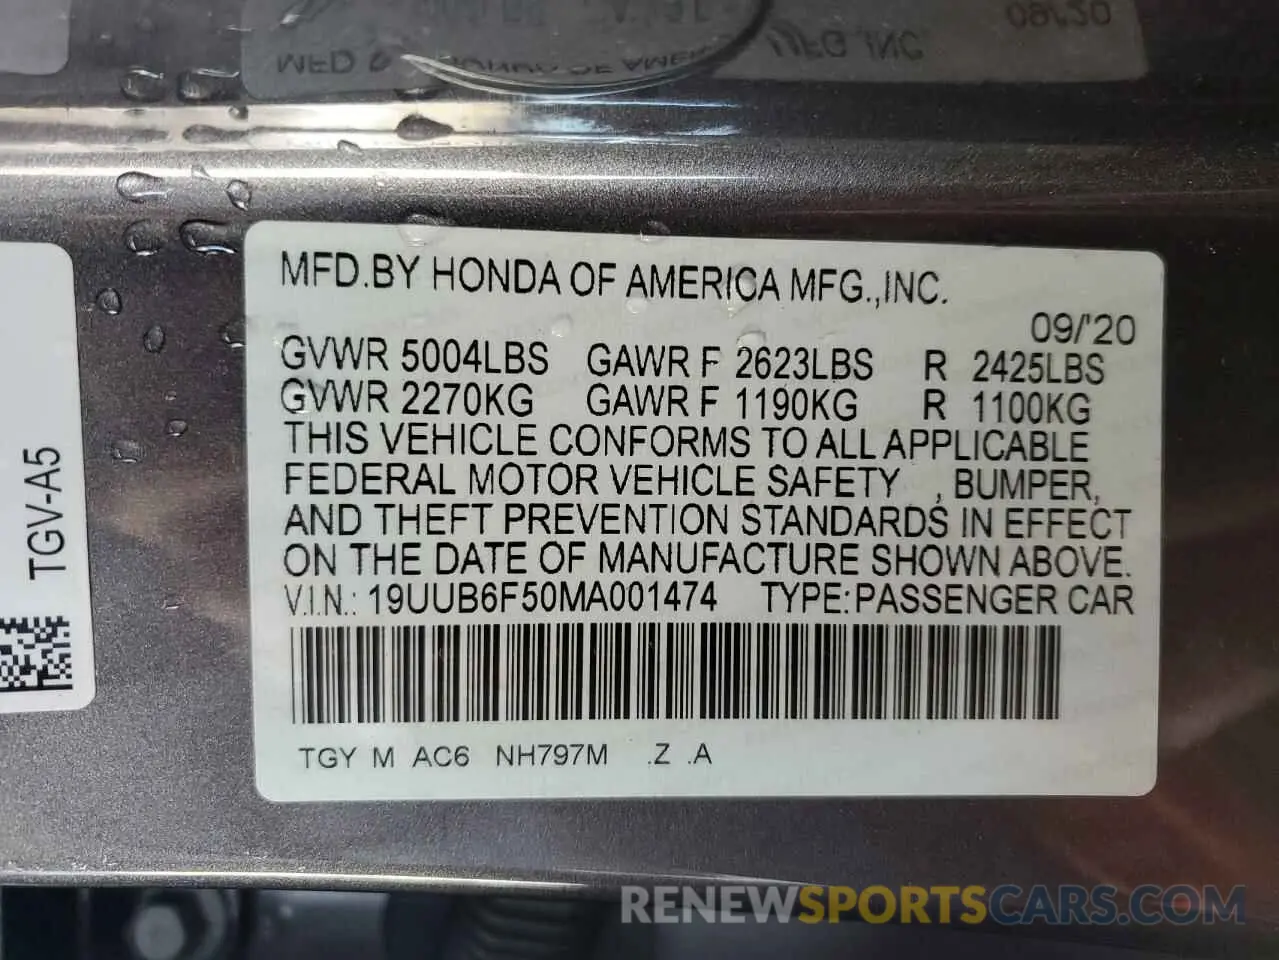 MFD.BY HONDA OF AMERICA MFG.,INC.
09/'20
GVWR 5004LBS GAWR F 2623LBS R 2425LBS
GVWR 2270KG GAWR F 1190KG R 1100KG
THIS VEHICLE CONFORMS TO ALL APPLICABLE
FEDERAL MOTOR VEHICLE SAFETY , BUMPER,
AND THEFT PREVENTION STANDARDS IN EFFECT
ON THE DATE OF MANUFACTURE SHOWN ABOVE.
V.I.N.: 19UUB6F50MA001474 TYPE:PASSENGER CAR
TGY M AC6 NH797M .Z .A
TGV-A5
RENEWSPORTSCARS.COM